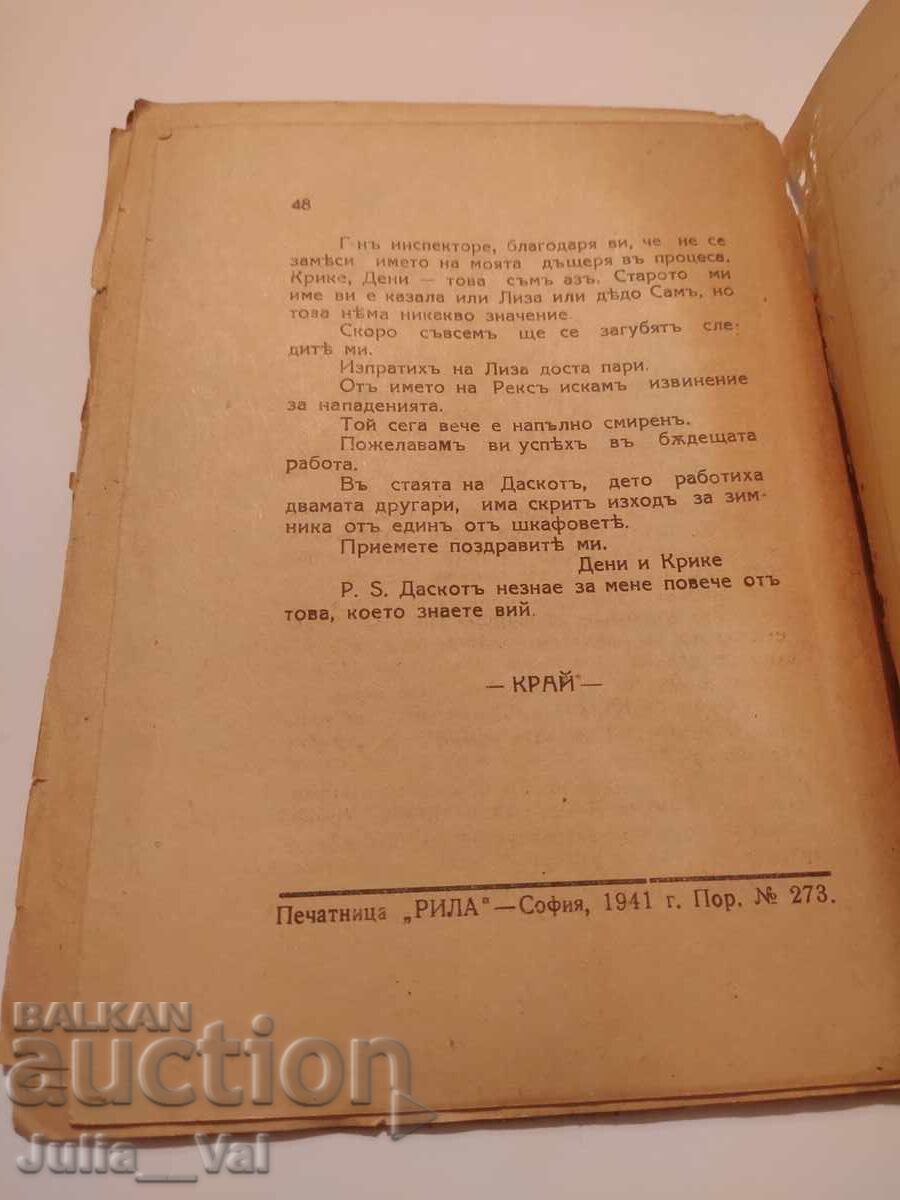 48
Г-нъ инспекторе, благодаря ви, че не се
замѣси името на моята дъщеря въ процеса.
Крике, Дени — това съмъ азъ. Старото ми
име ви е казала или Лиза или дѣдо Самъ, но
това нѣма никакво значение.
Скоро съвсемъ ще се загубятъ сле-
дитѣ ми.
Изпратихъ на Лиза доста пари.
Отъ името на Рексъ искамъ извинение
за нападенията.
Той сега вече е напълно смиренъ.
Пожелавамъ ви успѣхъ въ бѫдещата
работа.
Въ стаята на Даскотъ, дето работиха
двамата другари, има скритъ изходъ за зим-
ника отъ единъ отъ шкафоветѣ.
Приемете поздравитѣ ми.
Дени и Крике
P. S. Даскотъ незнае за мене повече отъ
това, което знаете вий.
— КРАЙ —
Печатница „РИЛА" — София, 1941 г. Пор. № 273.
BALKAN
auction
Julia__Val